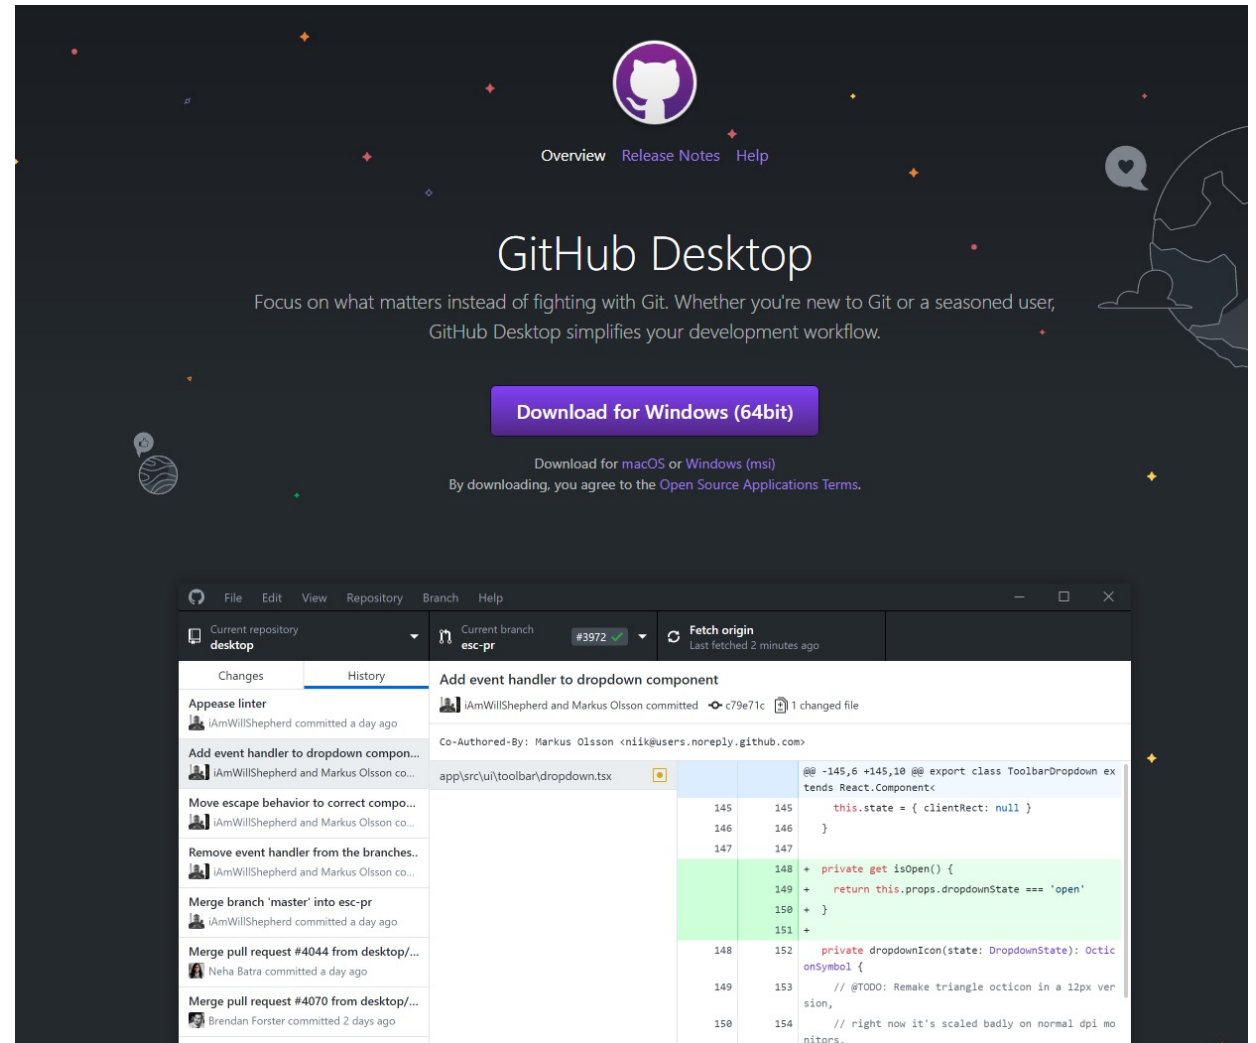 Overview Release Notes Help
GitHub Desktop
Focus on what matters instead of fighting with Git. Whether you're new to Git or a seasoned user,
GitHub Desktop simplifies your development workflow.
Download for Windows (64bit)
Download for macOS or Windows (msi)
By downloading, you agree to the Open Source Applications Terms.
File Edit View Repository Branch Help
Current repository
desktop
Current branch
esc-pr
#3972
Fetch origin
Last fetched 2 minutes ago
Changes History
Appease linter
iAmWillShepherd committed a day ago
Add event handler to dropdown compon...
iAmWillShepherd and Markus Olsson co...
Move escape behavior to correct compo...
iAmWillShepherd and Markus Olsson co...
Remove event handler from the branches..
iAmWillShepherd and Markus Olsson co...
Merge branch 'master' into esc-pr
iAmWillShepherd committed a day ago
Merge pull request #4044 from desktop/...
Neha Batra committed a day ago
Merge pull request #4070 from desktop/...
Brendan Forster committed 2 days ago
Add event handler to dropdown component
iAmWillShepherd and Markus Olsson committed c79e71c 1 changed file
Co-Authored-By: Markus Olsson <niik@users.noreply.github.com>
app\src\ui\toolbar\dropdown.tsx
@@ -145,6 +145,10 @@ export class ToolbarDropdown ex
tends React.Component<
145 145 this.state = { clientRect: null }
146 146 }
147 147
148 + private get isOpen() {
149 + return this.props.dropdownState === 'open'
150 + }
151 +
148 152 private dropdownIcon(state: DropdownState): Octic
onSymbol {
149 153 // @TODO: Remake triangle octicon in a 12px ver
sion,
150 154 // right now it's scaled badly on normal dpi mo
nitors.